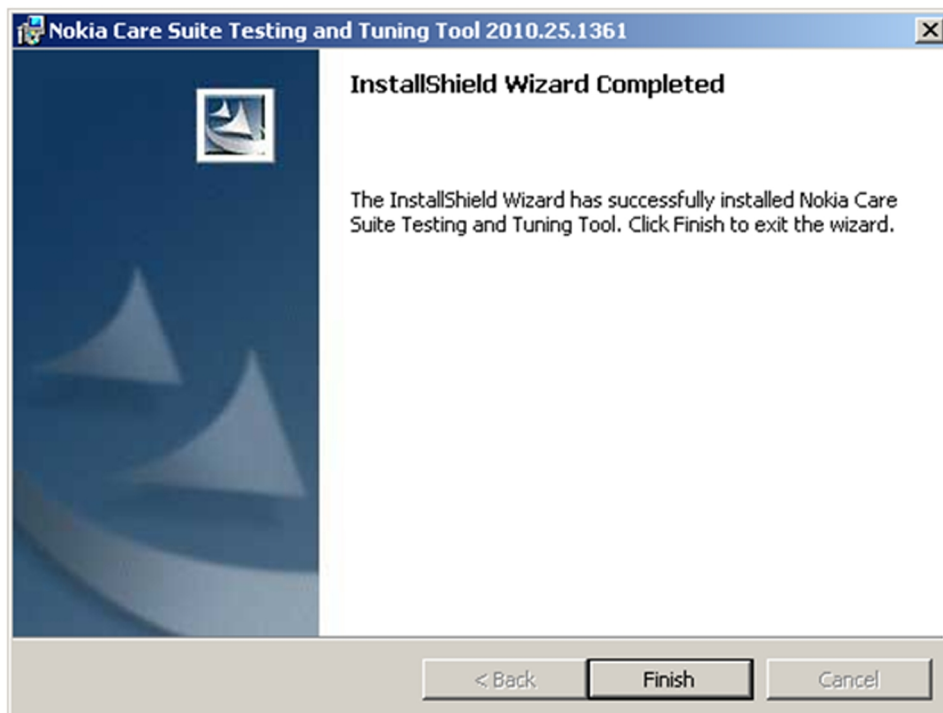 Nokia Care Suite Testing and Tuning Tool 2010.25.1361
InstallShield Wizard Completed
The InstallShield Wizard has successfully installed Nokia Care
Suite Testing and Tuning Tool. Click Finish to exit the wizard.
< Back Finish Cancel